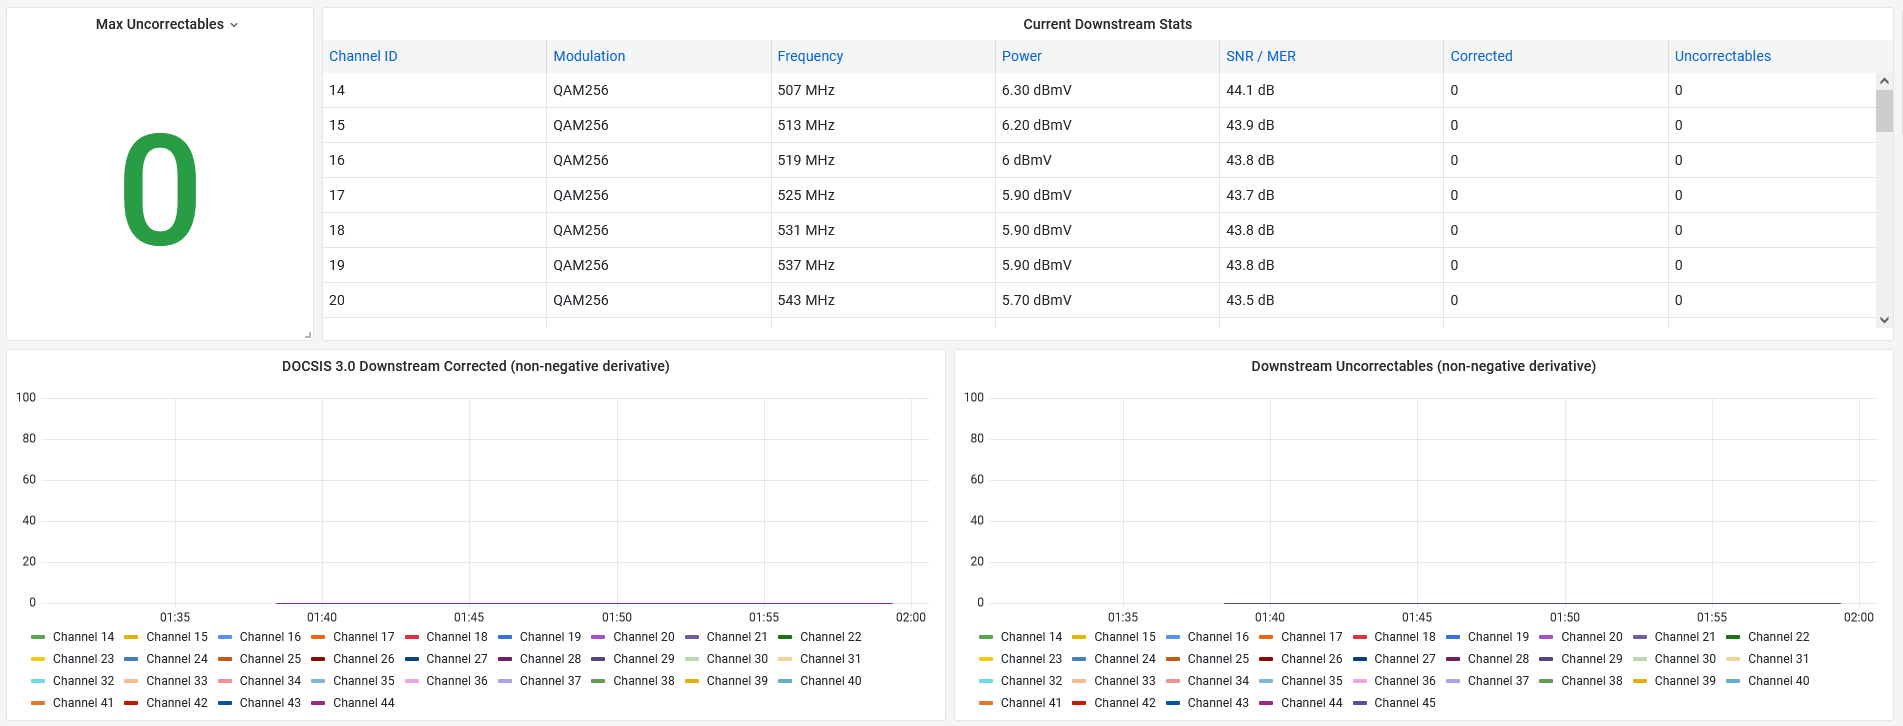 Max Uncorrectables
0
Current Downstream Stats
Channel ID Modulation Frequency Power SNR / MER Corrected Uncorrectables
14 QAM256 507 MHz 6.30 dBmV 44.1 dB 0 0
15 QAM256 513 MHz 6.20 dBmV 43.9 dB 0 0
16 QAM256 519 MHz 6 dBmV 43.8 dB 0 0
17 QAM256 525 MHz 5.90 dBmV 43.7 dB 0 0
18 QAM256 531 MHz 5.90 dBmV 43.8 dB 0 0
19 QAM256 537 MHz 5.90 dBmV 43.8 dB 0 0
20 QAM256 543 MHz 5.70 dBmV 43.5 dB 0 0
DOCSIS 3.0 Downstream Corrected (non-negative derivative)
100
80
60
40
20
0
01:35 01:40 01:45 01:50 01:55 02:00
Channel 14 Channel 15 Channel 16 Channel 17 Channel 18 Channel 19 Channel 20 Channel 21 Channel 22
Channel 23 Channel 24 Channel 25 Channel 26 Channel 27 Channel 28 Channel 29 Channel 30 Channel 31
Channel 32 Channel 33 Channel 34 Channel 35 Channel 36 Channel 37 Channel 38 Channel 39 Channel 40
Channel 41 Channel 42 Channel 43 Channel 44
Downstream Uncorrectables (non-negative derivative)
100
80
60
40
20
0
01:35 01:40 01:45 01:50 01:55 02:00
Channel 14 Channel 15 Channel 16 Channel 17 Channel 18 Channel 19 Channel 20 Channel 21 Channel 22
Channel 23 Channel 24 Channel 25 Channel 26 Channel 27 Channel 28 Channel 29 Channel 30 Channel 31
Channel 32 Channel 33 Channel 34 Channel 35 Channel 36 Channel 37 Channel 38 Channel 39 Channel 40
Channel 41 Channel 42 Channel 43 Channel 44 Channel 45